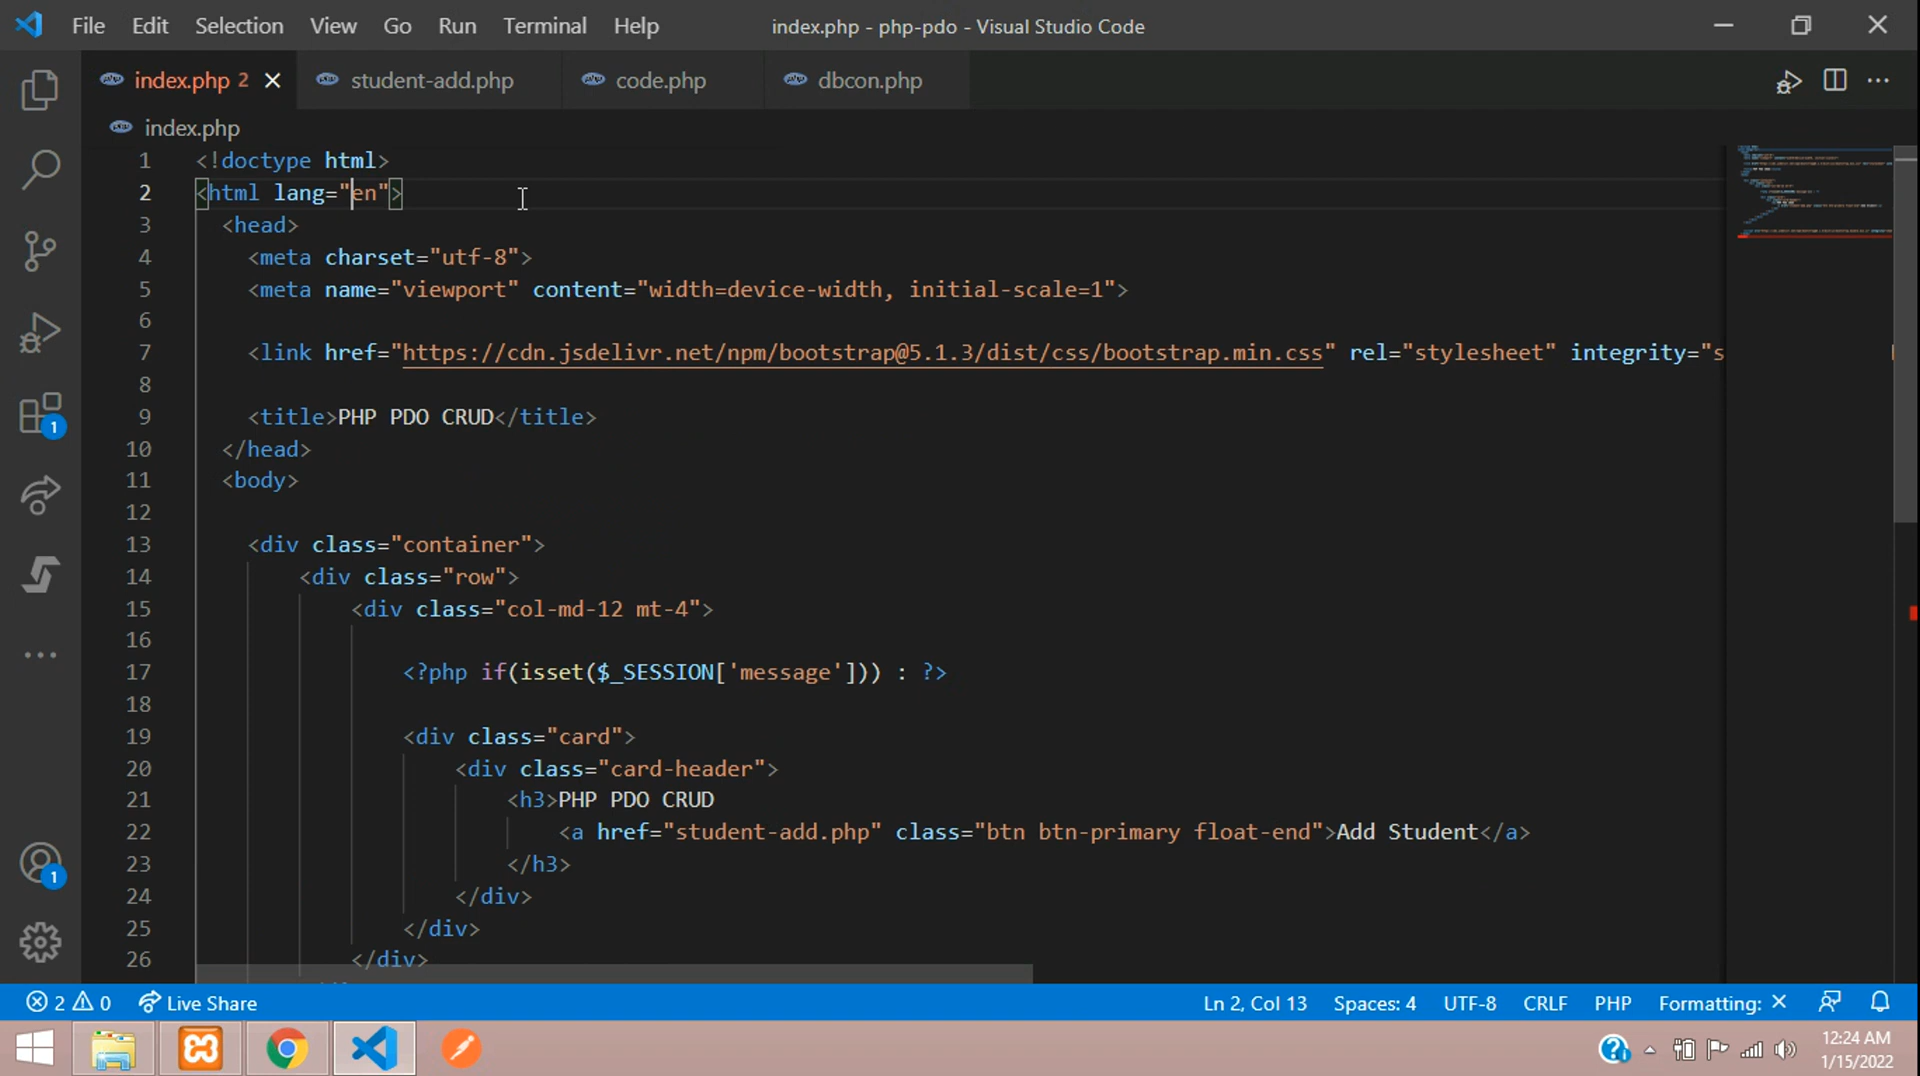 File Edit Selection View Go Run Terminal Help index.php - php-pdo - Visual Studio Code
index.php 2 student-add.php code.php dbcon.php
index.php
1 <!doctype html>
2 <html lang="en">
3 <head>
4 <meta charset="utf-8">
5 <meta name="viewport" content="width=device-width, initial-scale=1">
6
7 <link href="https://cdn.jsdelivr.net/npm/bootstrap@5.1.3/dist/css/bootstrap.min.css" rel="stylesheet" integrity="s
8
9 <title>PHP PDO CRUD</title>
10 </head>
11 <body>
12
13 <div class="container">
14 <div class="row">
15 <div class="col-md-12 mt-4">
16
17 <?php if(isset($_SESSION['message'])) : ?>
18
19 <div class="card">
20 <div class="card-header">
21 <h3>PHP PDO CRUD
22 <a href="student-add.php" class="btn btn-primary float-end">Add Student</a>
23 </h3>
24 </div>
25 </div>
26 </div>
1
1
2 0 Live Share Ln 2, Col 13 Spaces: 4 UTF-8 CRLF PHP Formatting: ×
12:24 AM
1/15/2022